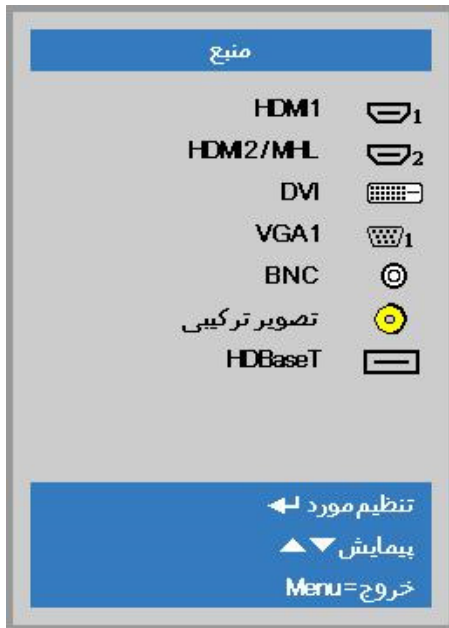 منبع
HDMI1
HDMI2/MHL
DVI
VGA1
BNC
تصویر ترکیبی
HDBaseT
تنظیم مورد
پیمایش
خروج=Menu